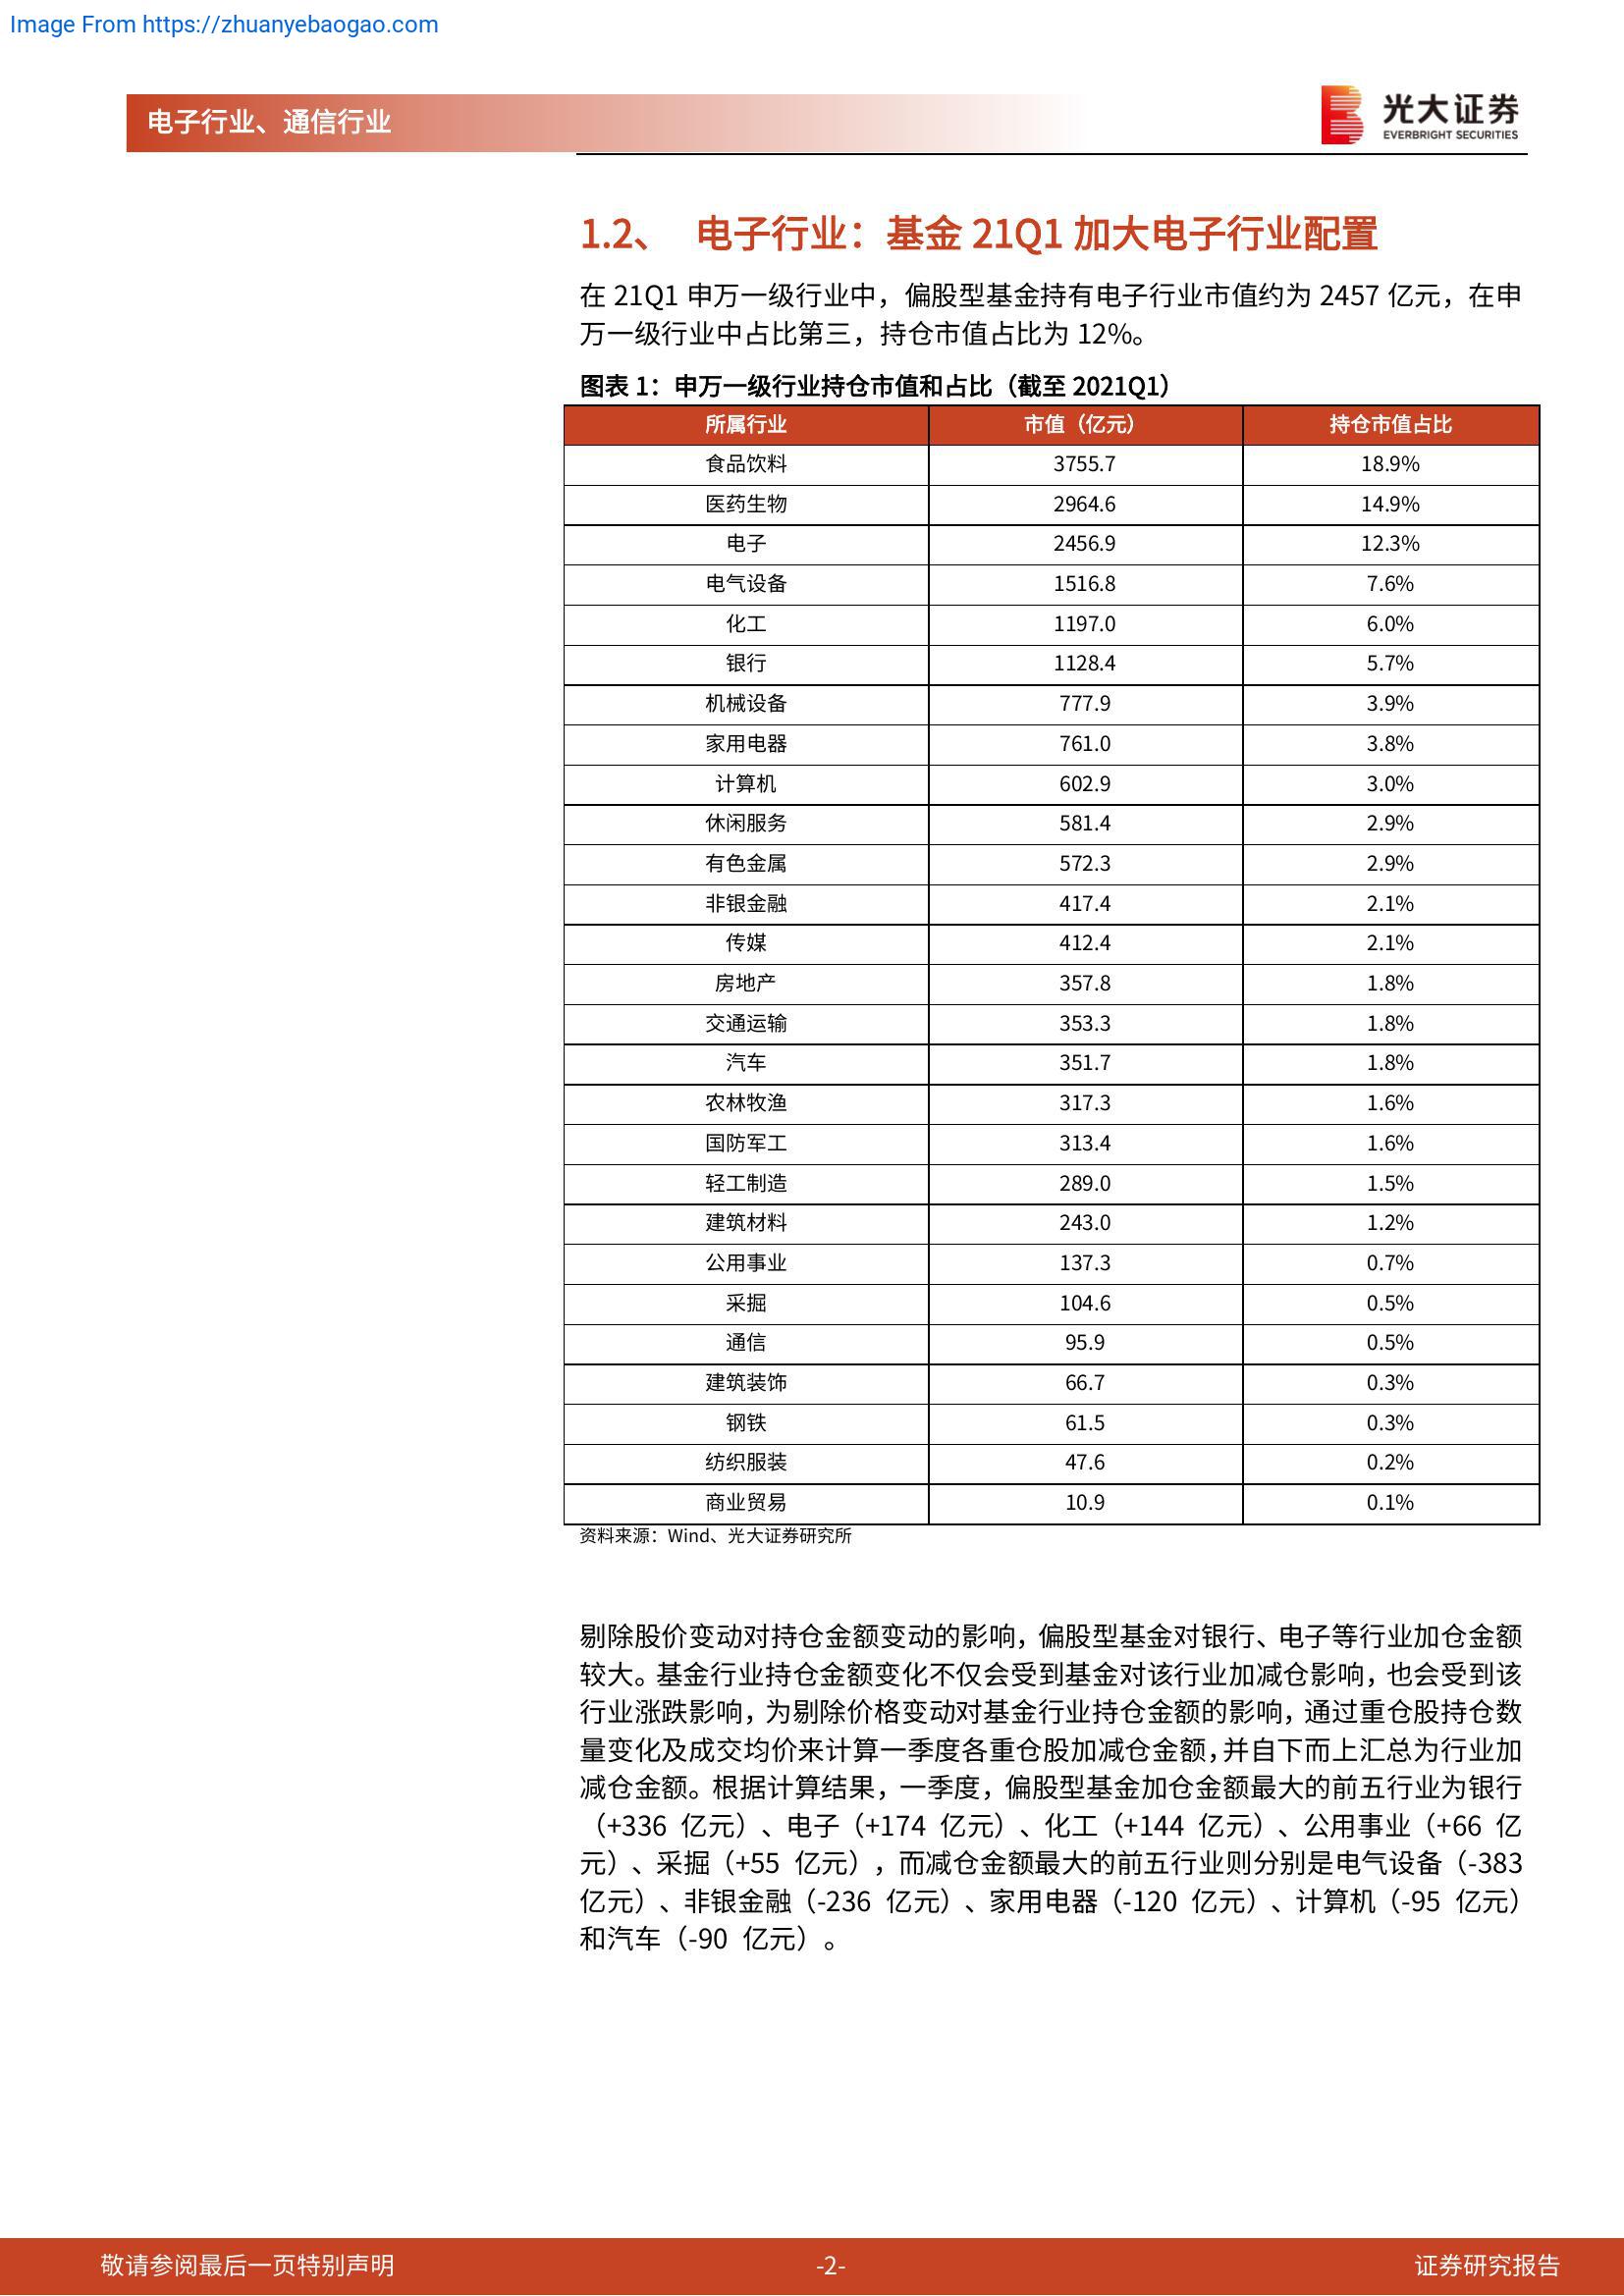 Image From https://zhuanyebaogao.com
电子行业、通信行业
光大证券
EVERBRIGHT SECURITIES
1.2、 电子行业：基金 21Q1 加大电子行业配置
在 21Q1 申万一级行业中，偏股型基金持有电子行业市值约为 2457 亿元，在申
万一级行业中占比第三，持仓市值占比为 12%。
图表 1：申万一级行业持仓市值和占比（截至 2021Q1）
所属行业 市值（亿元） 持仓市值占比
食品饮料 3755.7 18.9%
医药生物 2964.6 14.9%
电子 2456.9 12.3%
电气设备 1516.8 7.6%
化工 1197.0 6.0%
银行 1128.4 5.7%
机械设备 777.9 3.9%
家用电器 761.0 3.8%
计算机 602.9 3.0%
休闲服务 581.4 2.9%
有色金属 572.3 2.9%
非银金融 417.4 2.1%
传媒 412.4 2.1%
房地产 357.8 1.8%
交通运输 353.3 1.8%
汽车 351.7 1.8%
农林牧渔 317.3 1.6%
国防军工 313.4 1.6%
轻工制造 289.0 1.5%
建筑材料 243.0 1.2%
公用事业 137.3 0.7%
采掘 104.6 0.5%
通信 95.9 0.5%
建筑装饰 66.7 0.3%
钢铁 61.5 0.3%
纺织服装 47.6 0.2%
商业贸易 10.9 0.1%
资料来源：Wind、光大证券研究所
剔除股价变动对持仓金额变动的影响，偏股型基金对银行、电子等行业加仓金额
较大。基金行业持仓金额变化不仅会受到基金对该行业加减仓影响，也会受到该
行业涨跌影响，为剔除价格变动对基金行业持仓金额的影响，通过重仓股持仓数
量变化及成交均价来计算一季度各重仓股加减仓金额，并自下而上汇总为行业加
减仓金额。根据计算结果，一季度，偏股型基金加仓金额最大的前五行业为银行
（+336 亿元）、电子（+174 亿元）、化工（+144 亿元）、公用事业（+66 亿
元）、采掘（+55 亿元），而减仓金额最大的前五行业则分别是电气设备（-383
亿元）、非银金融（-236 亿元）、家用电器（-120 亿元）、计算机（-95 亿元）
和汽车（-90 亿元）。
敬请参阅最后一页特别声明 -2- 证券研究报告